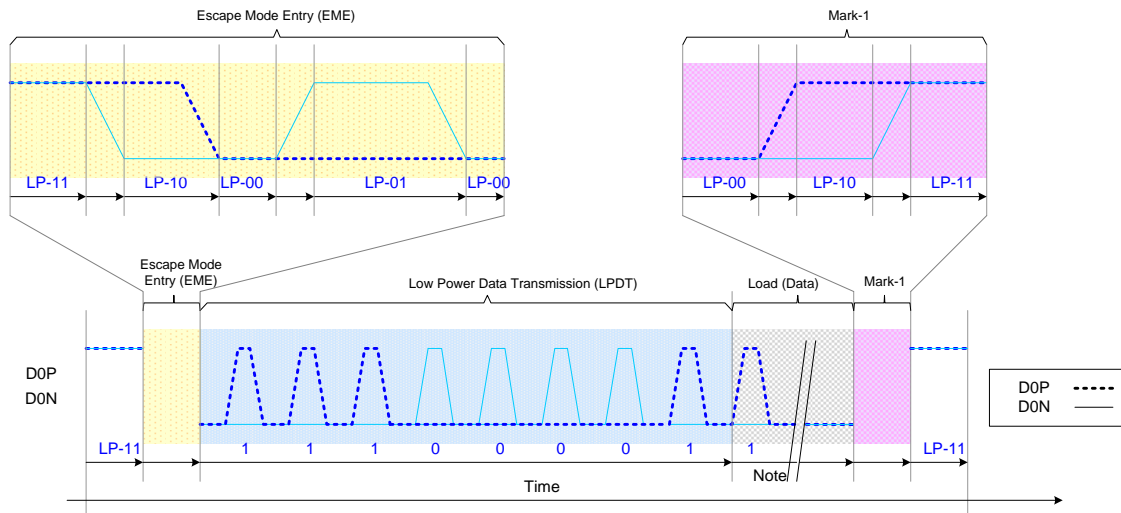 Escape Mode Entry (EME)
Mark-1
LP-11 LP-10 LP-00 LP-01 LP-00
LP-00 LP-10 LP-11
Escape Mode
Entry (EME)
Low Power Data Transmission (LPDT)
Load (Data)
Mark-1
D0P
D0N
D0P
D0N
LP-11 1 1 1 0 0 0 0 1 1 LP-11
Note
Time